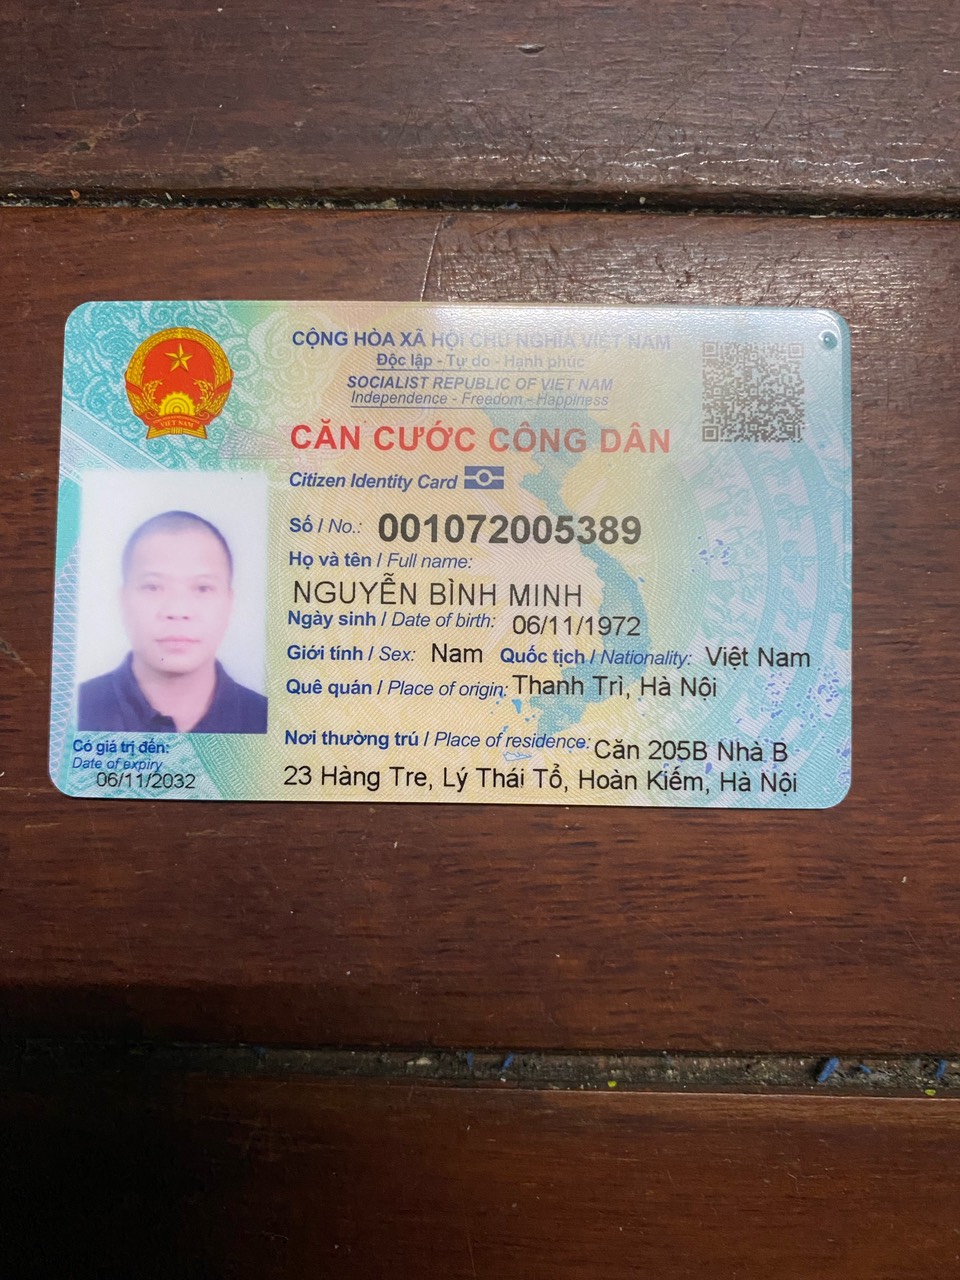 CỘNG HÒA XÃ HỘI CHỦ NGHĨA VIỆT NAM
Độc lập - Tự do - Hạnh phúc
SOCIALIST REPUBLIC OF VIET NAM
Independence - Freedom - Happiness
CĂN CƯỚC CÔNG DÂN
Citizen Identity Card
Số / No.: 001072005389
Họ và tên / Full name:
NGUYỄN BÌNH MINH
Ngày sinh / Date of birth: 06/11/1972
Giới tính / Sex: Nam Quốc tịch / Nationality: Việt Nam
Quê quán / Place of origin: Thanh Trì, Hà Nội
Nơi thường trú / Place of residence: Căn 205B Nhà B
23 Hàng Tre, Lý Thái Tổ, Hoàn Kiếm, Hà Nội
Có giá trị đến:
Date of expiry
06/11/2032
VIỆT NAM